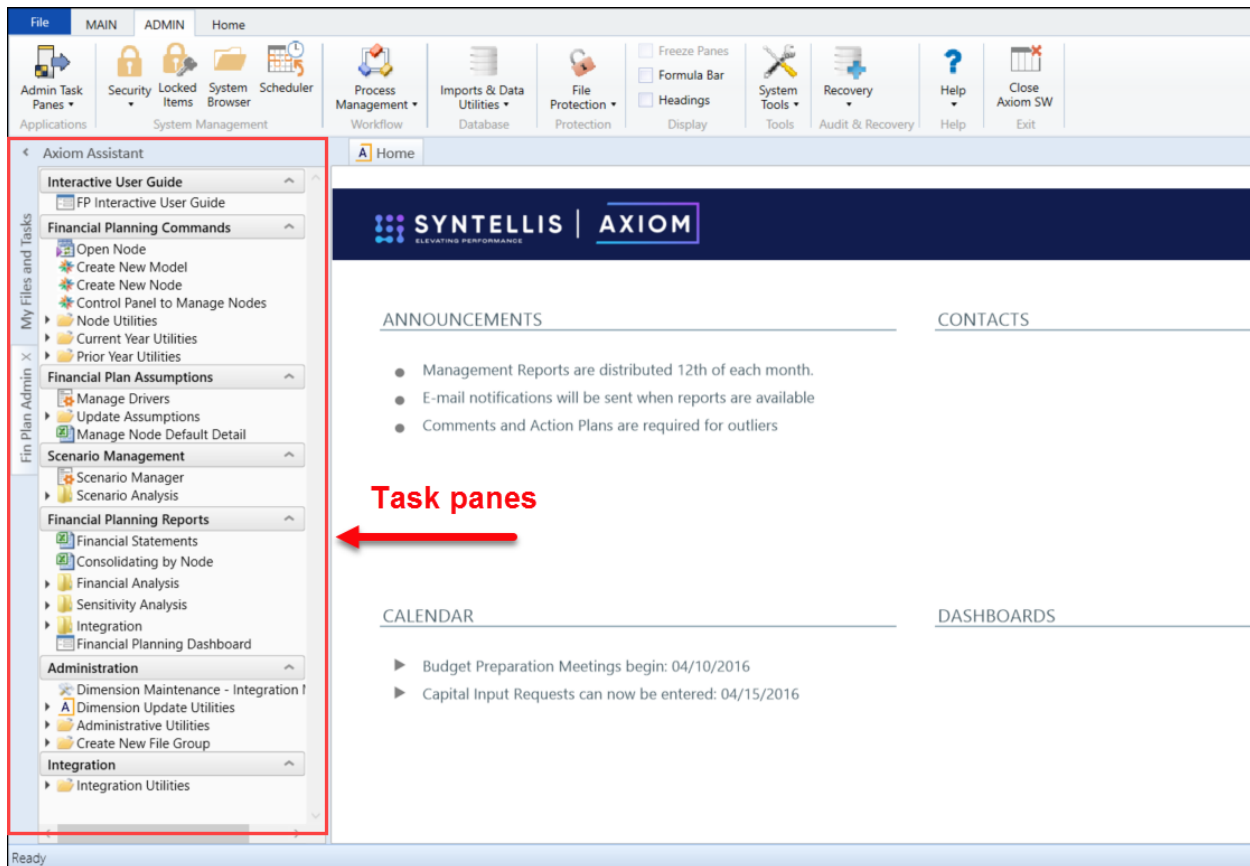 File MAIN ADMIN Home
Admin Task Panes
Security
Locked Items
System Browser
Scheduler
Process Management
Imports & Data Utilities
File Protection
Freeze Panes
Formula Bar
Headings
System Tools
Recovery
Help
Close Axiom SW
Applications System Management Workflow Database Protection Display Tools Audit & Recovery Help Exit
Axiom Assistant
A Home
My Files and Tasks
Fin Plan Admin
Interactive User Guide
FP Interactive User Guide
Financial Planning Commands
Open Node
Create New Model
Create New Node
Control Panel to Manage Nodes
Node Utilities
Current Year Utilities
Prior Year Utilities
Financial Plan Assumptions
Manage Drivers
Update Assumptions
Manage Node Default Detail
Scenario Management
Scenario Manager
Scenario Analysis
Financial Planning Reports
Financial Statements
Consolidating by Node
Financial Analysis
Sensitivity Analysis
Integration
Financial Planning Dashboard
Administration
Dimension Maintenance - Integration
A Dimension Update Utilities
Administrative Utilities
Create New File Group
Integration
Integration Utilities
SYNTELLIS | AXIOM
ELEVATING PERFORMANCE
ANNOUNCEMENTS
Management Reports are distributed 12th of each month.
E-mail notifications will be sent when reports are available
Comments and Action Plans are required for outliers
CONTACTS
Task panes
CALENDAR
Budget Preparation Meetings begin: 04/10/2016
Capital Input Requests can now be entered: 04/15/2016
DASHBOARDS
Ready